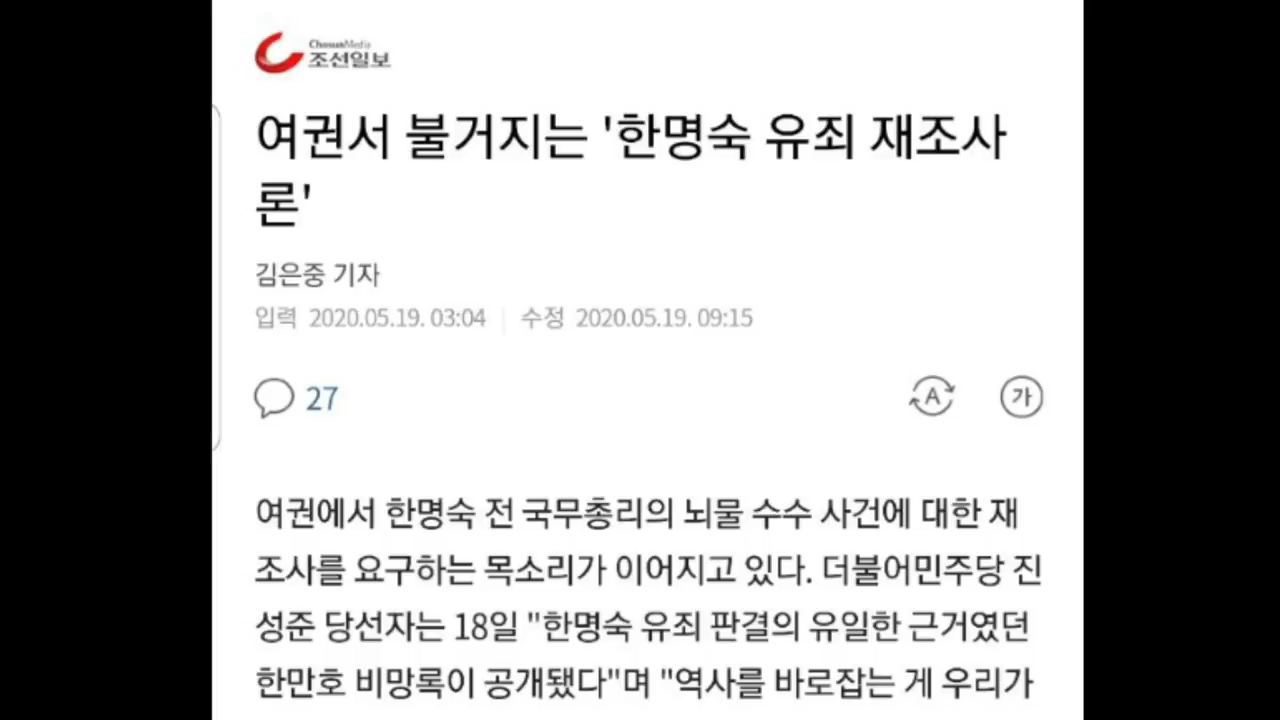 ChosunMedia
조선일보
여권서 불거지는 '한명숙 유죄 재조사
론'
김은중 기자
입력 2020.05.19. 03:04 | 수정 2020.05.19. 09:15
27
A
가
여권에서 한명숙 전 국무총리의 뇌물 수수 사건에 대한 재
조사를 요구하는 목소리가 이어지고 있다. 더불어민주당 진
성준 당선자는 18일 "한명숙 유죄 판결의 유일한 근거였던
한만호 비망록이 공개됐다"며 "역사를 바로잡는 게 우리가